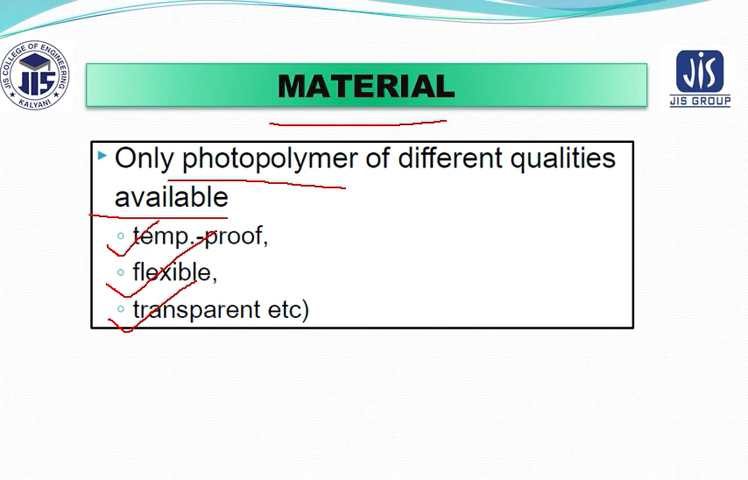 JIS COLLEGE OF ENGINEERING
JIS
KALYANI
MATERIAL
JIS
JIS GROUP
Only photopolymer of different qualities
available
temp.-proof,
flexible,
transparent etc)